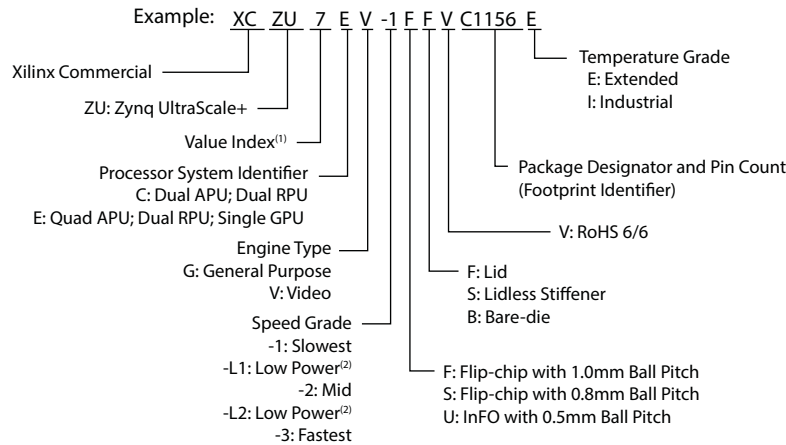 Example: XC ZU 7 E V -1 F F V C1156 E
Xilinx Commercial
ZU: Zynq UltraScale+
Value Index(1)
Processor System Identifier
C: Dual APU; Dual RPU
E: Quad APU; Dual RPU; Single GPU
Engine Type
G: General Purpose
V: Video
Speed Grade
-1: Slowest
-L1: Low Power(2)
-2: Mid
-L2: Low Power(2)
-3: Fastest
Temperature Grade
E: Extended
I: Industrial
Package Designator and Pin Count
(Footprint Identifier)
V: RoHS 6/6
F: Lid
S: Lidless Stiffener
B: Bare-die
F: Flip-chip with 1.0mm Ball Pitch
S: Flip-chip with 0.8mm Ball Pitch
U: InFO with 0.5mm Ball Pitch